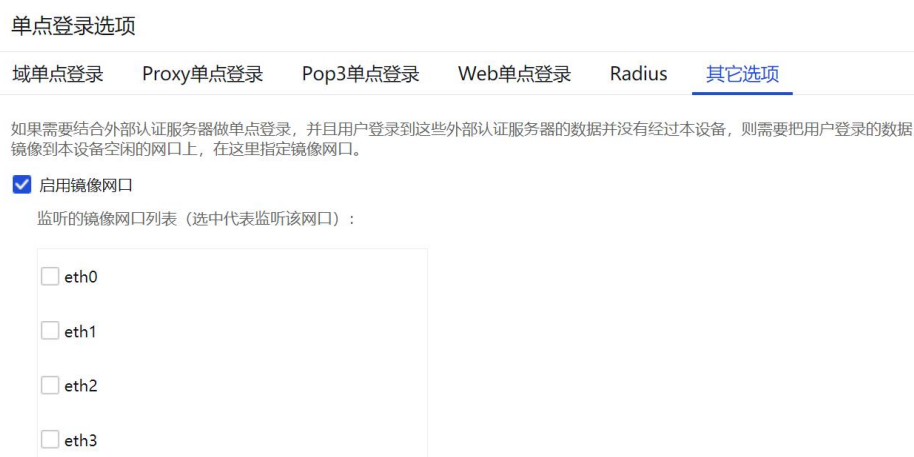 单点登录选项
域单点登录 Proxy单点登录 Pop3单点登录 Web单点登录 Radius 其它选项
如果需要结合外部认证服务器做单点登录，并且用户登录到这些外部认证服务器的数据并没有经过本设备，则需要把用户登录的数据
镜像到本设备空闲的网口上，在这里指定镜像网口。
启用镜像网口
监听的镜像网口列表（选中代表监听该网口）：
eth0
eth1
eth2
eth3